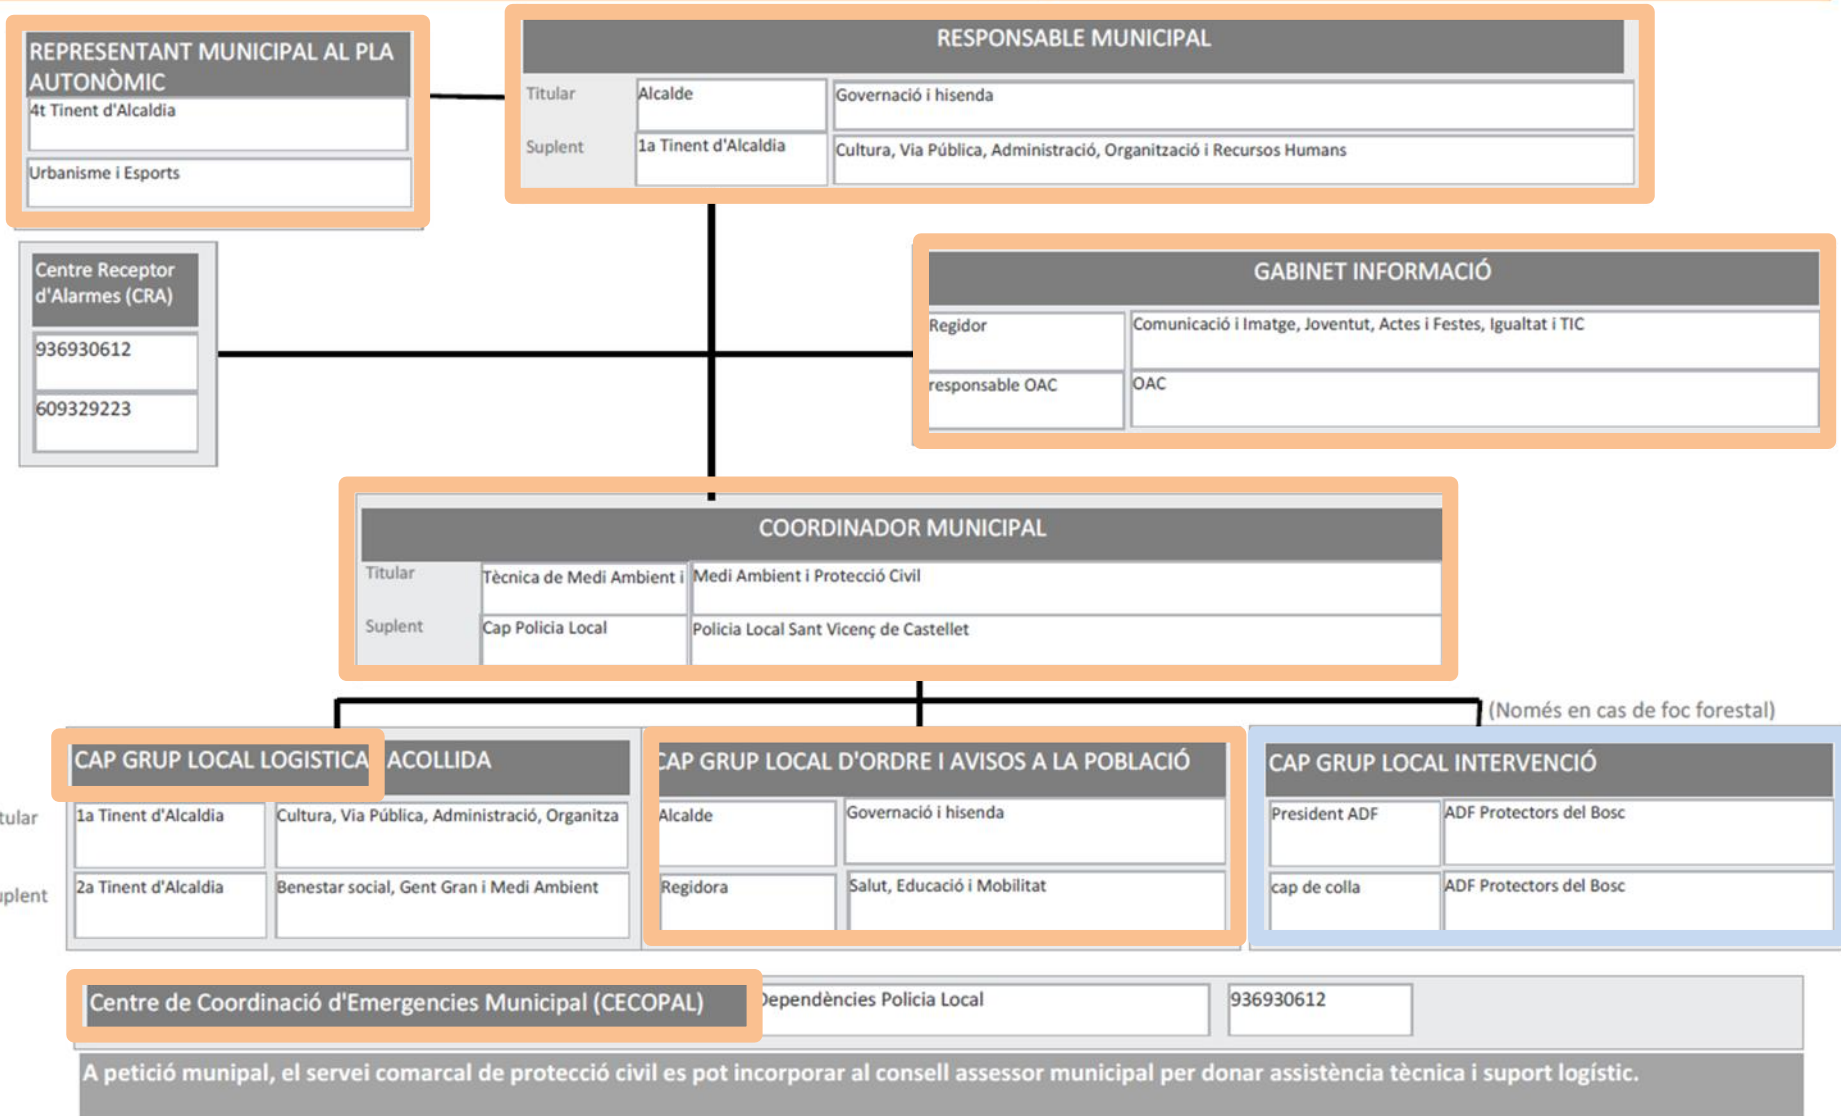 REPRESENTANT MUNICIPAL AL PLA
AUTONÒMIC
4t Tinent d'Alcaldia
Urbanisme i Esports
RESPONSABLE MUNICIPAL
Titular Alcalde Governació i hisenda
Suplent 1a Tinent d'Alcaldia Cultura, Via Pública, Administració, Organització i Recursos Humans
Centre Receptor
d'Alarmes (CRA)
936930612
609329223
GABINET INFORMACIÓ
Regidor Comunicació i Imatge, Joventut, Actes i Festes, Igualtat i TIC
responsable OAC OAC
COORDINADOR MUNICIPAL
Titular Tècnica de Medi Ambient i Medi Ambient i Protecció Civil
Suplent Cap Policia Local Policia Local Sant Vicenç de Castellet
(Només en cas de foc forestal)
CAP GRUP LOCAL LOGISTICA ACOLLIDA
tular 1a Tinent d'Alcaldia Cultura, Via Pública, Administració, Organitza
uplent 2a Tinent d'Alcaldia Benestar social, Gent Gran i Medi Ambient
CAP GRUP LOCAL D'ORDRE I AVISOS A LA POBLACIÓ
Alcalde Governació i hisenda
Regidora Salut, Educació i Mobilitat
CAP GRUP LOCAL INTERVENCIÓ
President ADF ADF Protectors del Bosc
cap de colla ADF Protectors del Bosc
Centre de Coordinació d'Emergencies Municipal (CECOPAL) Dependències Policia Local 936930612
A petició munipal, el servei comarcal de protecció civil es pot incorporar al consell assessor municipal per donar assistència tècnica i suport logístic.